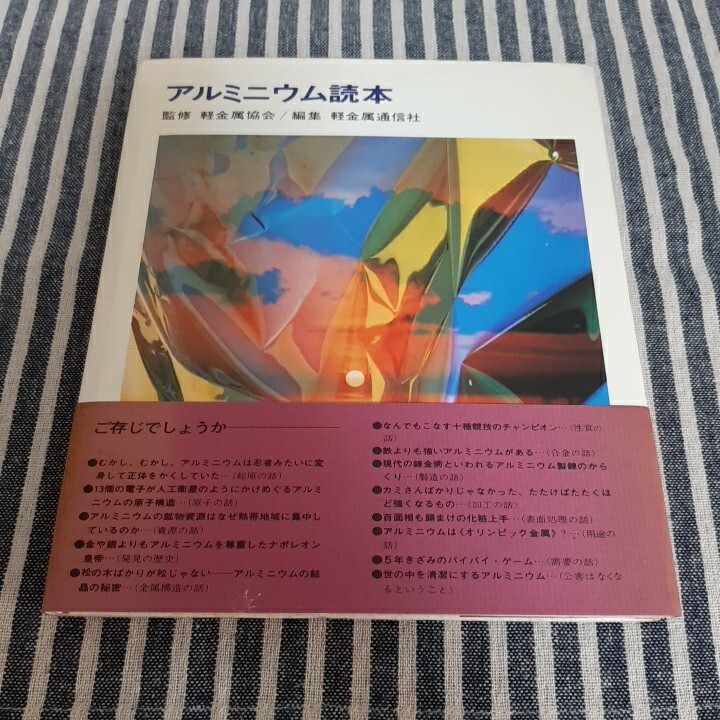 アルミニウム読本
監修 軽金属協会/編集 軽金属通信社
ご存じでしょうか――――
●むかし、むかし、アルミニウムは忍者みたいに変
身して正体をかくしていた…(起原の話)
●13個の電子が人工衛星のようにかけめぐるアルミ
ニウムの原子構造…(原子の話)
●アルミニウムの鉱物資源はなぜ熱帯地域に集中し
ているのか…(資源の話)
●金や銀よりもアルミニウムを尊重したナポレオン
皇帝…(発見の歴史)
●松の木ばかりが松じゃない――アルミニウムの結
晶の秘密…(金属構造の話)
●なんでもこなす十種競技のチャンピオン…(性質の
話)
●鉄よりも強いアルミニウムがある…(合金の話)
●現代の錬金術といわれるアルミニウム製錬のから
くり…(製造の話)
●カミさんばかりじゃなかった、たたけばたたくほ
ど強くなるもの…(加工の話)
●百面相も顔まけの化粧上手…(表面処理の話)
●アルミニウムは《オリンピック金属》?…(用途の
話)
●5年きざみのバイバイ・ゲーム…(需要の話)
●世の中を清潔にするアルミニウム…(公害はなくな
るということ)